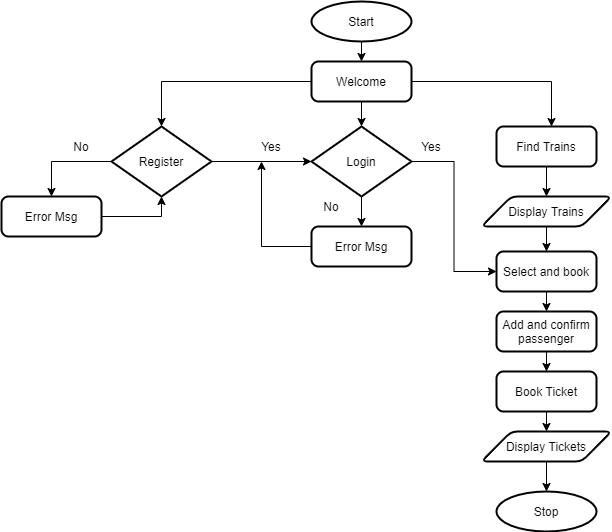 Start
Welcome
No
Register
Yes
Login
Yes
Find Trains
Error Msg
No
Error Msg
Display Trains
Select and book
Add and confirm
passenger
Book Ticket
Display Tickets
Stop